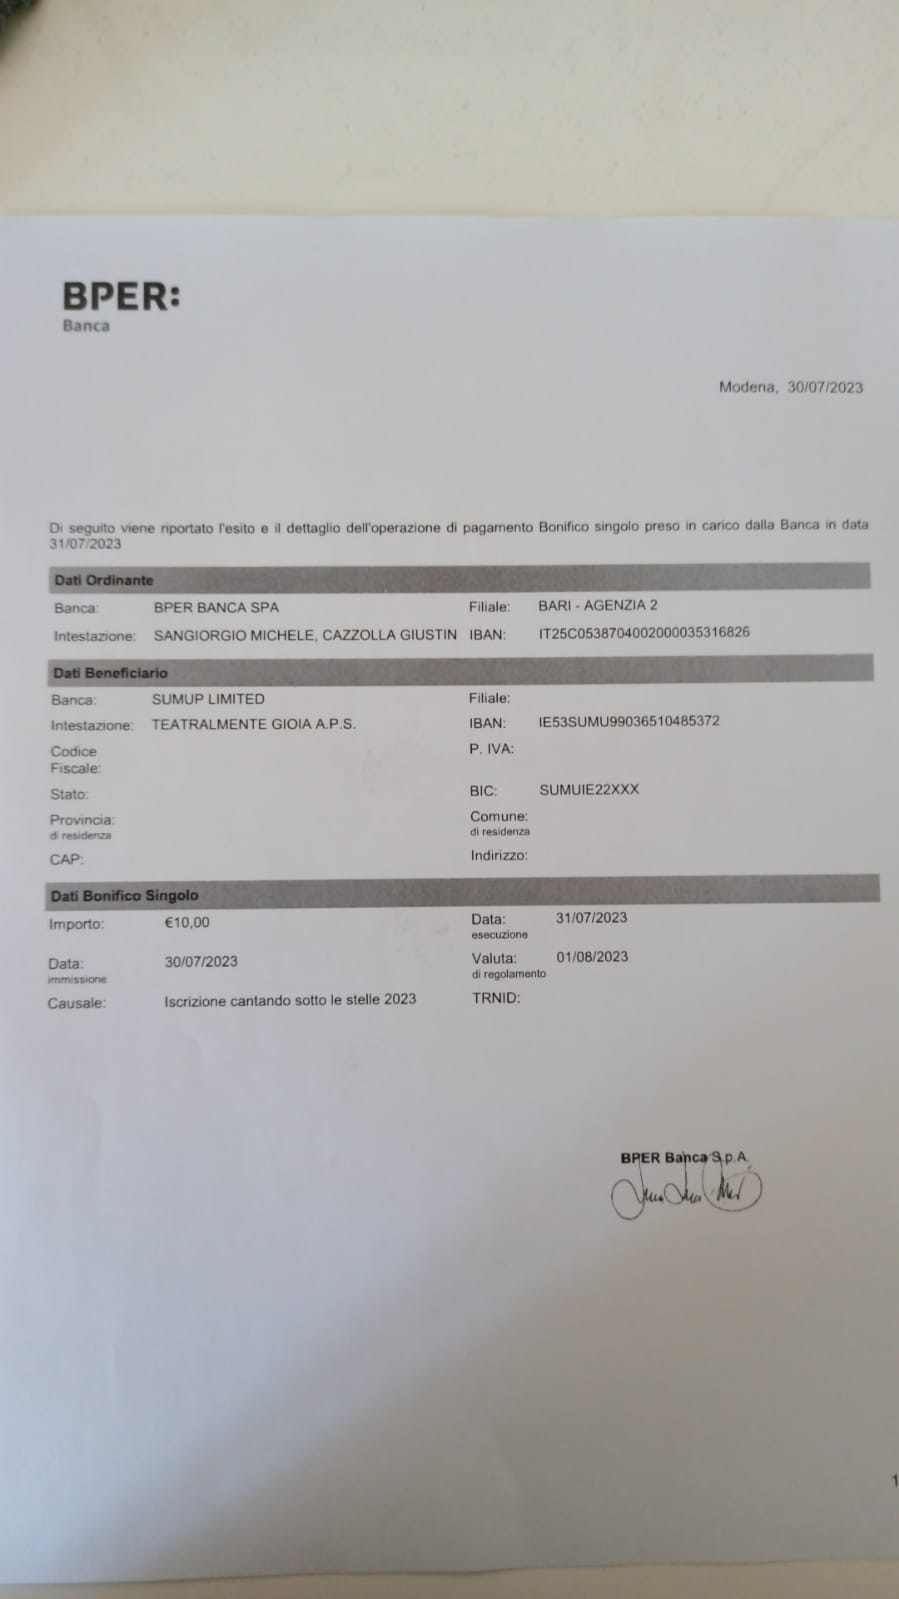 BPER:
Banca
Modena, 30/07/2023
Di seguito viene riportato l'esito e il dettaglio dell'operazione di pagamento Bonifico singolo preso in carico dalla Banca in data
31/07/2023
Dati Ordinante
Banca: BPER BANCA SPA Filiale: BARI - AGENZIA 2
Intestazione: SANGIORGIO MICHELE, CAZZOLLA GIUSTIN IBAN: IT25C0538704002000035316826
Dati Beneficiario
Banca: SUMUP LIMITED Filiale:
Intestazione: TEATRALMENTE GIOIA A.P.S. IBAN: IE53SUMU99036510485372
Codice P. IVA:
Fiscale:
Stato: BIC: SUMUIE22XXX
Provincia: Comune:
di residenza di residenza
CAP: Indirizzo:
Dati Bonifico Singolo
Importo: €10,00 Data: 31/07/2023
esecuzione
Data: 30/07/2023 Valuta: 01/08/2023
immissione di regolamento
Causale: Iscrizione cantando sotto le stelle 2023 TRNID:
BPER Banca S.p.A.
1